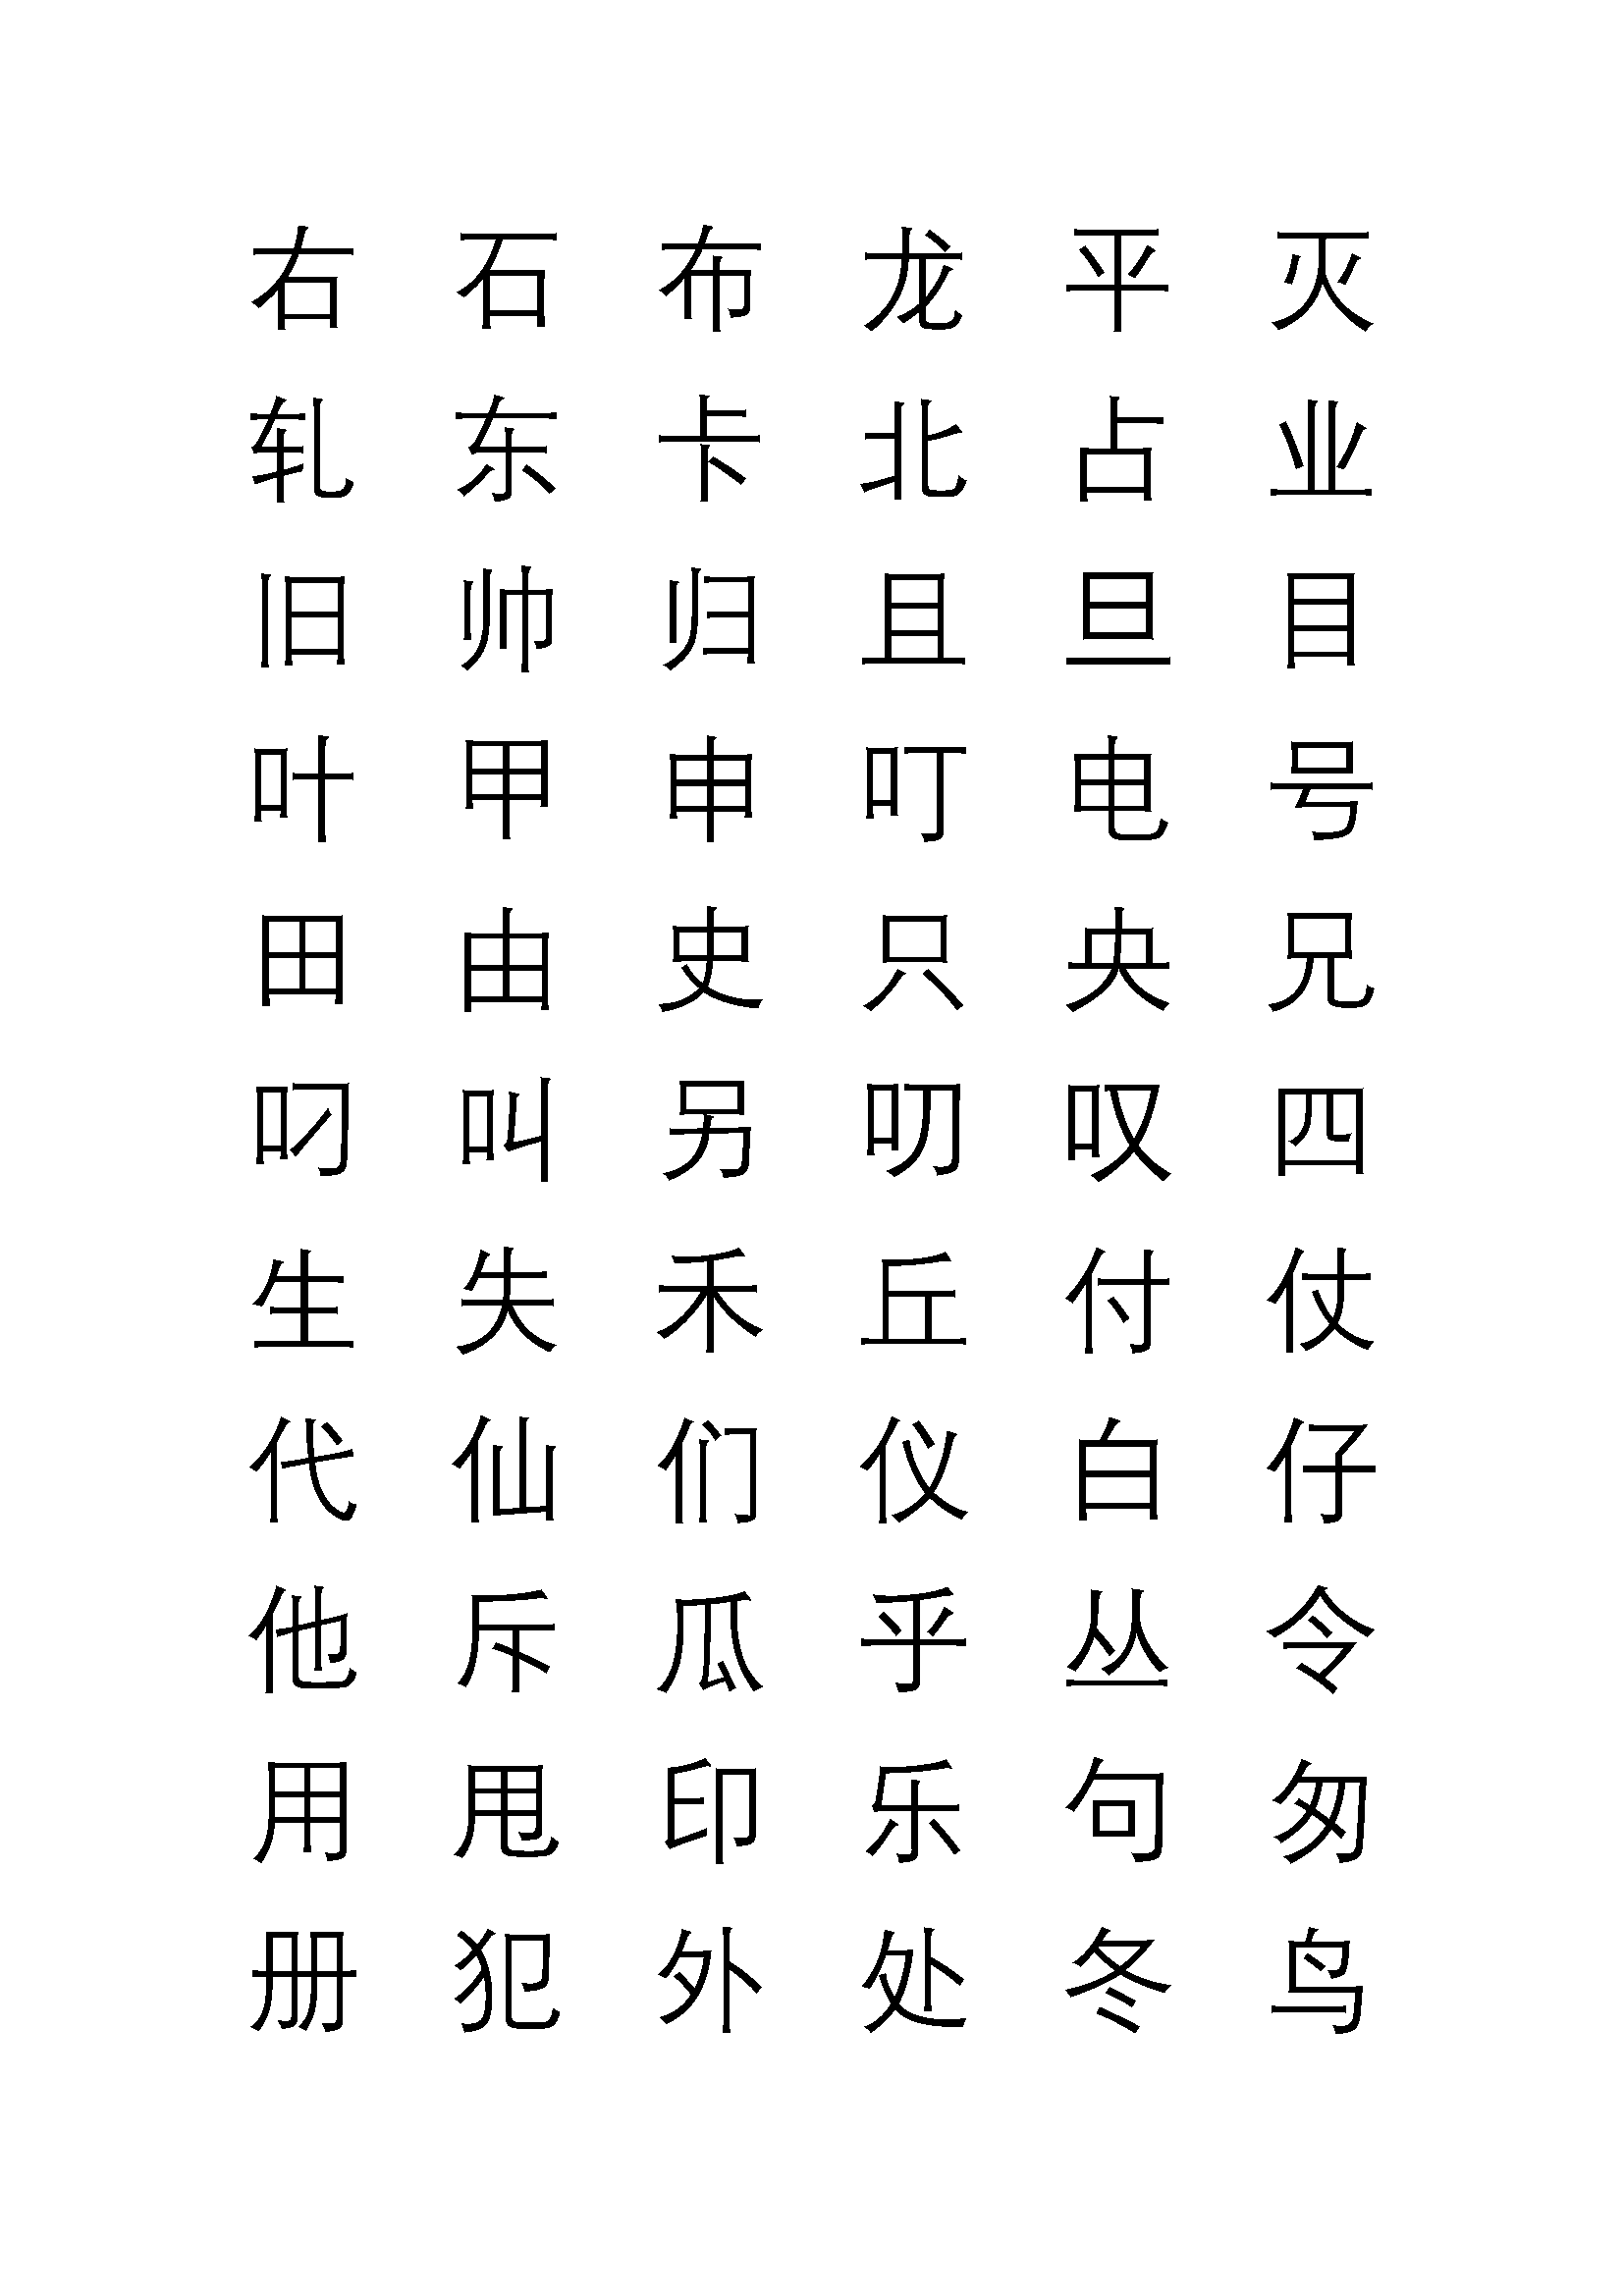 右 石 布 龙 平 灭
轧 东 卡 北 占 业
旧 帅 归 且 旦 目
叶 甲 申 叮 电 号
田 由 史 只 央 兄
叼 叫 另 叨 叹 四
生 失 禾 丘 付 仗
代 仙 们 仪 白 仔
他 斥 瓜 乎 丛 令
用 甩 印 乐 句 匆
册 犯 外 处 冬 鸟